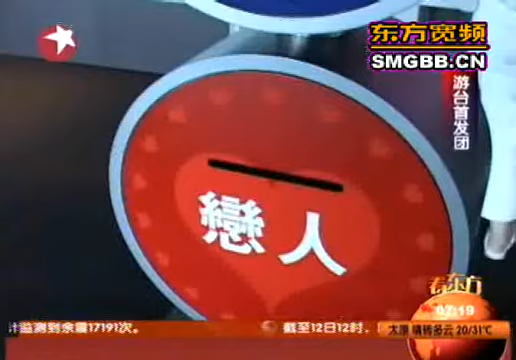 东方宽频
SMGBB.CN
游台首发团
戀人
看东方
07:19
计监测到余震17191次。
截至12日12时，
太原 晴转多云 20/31℃